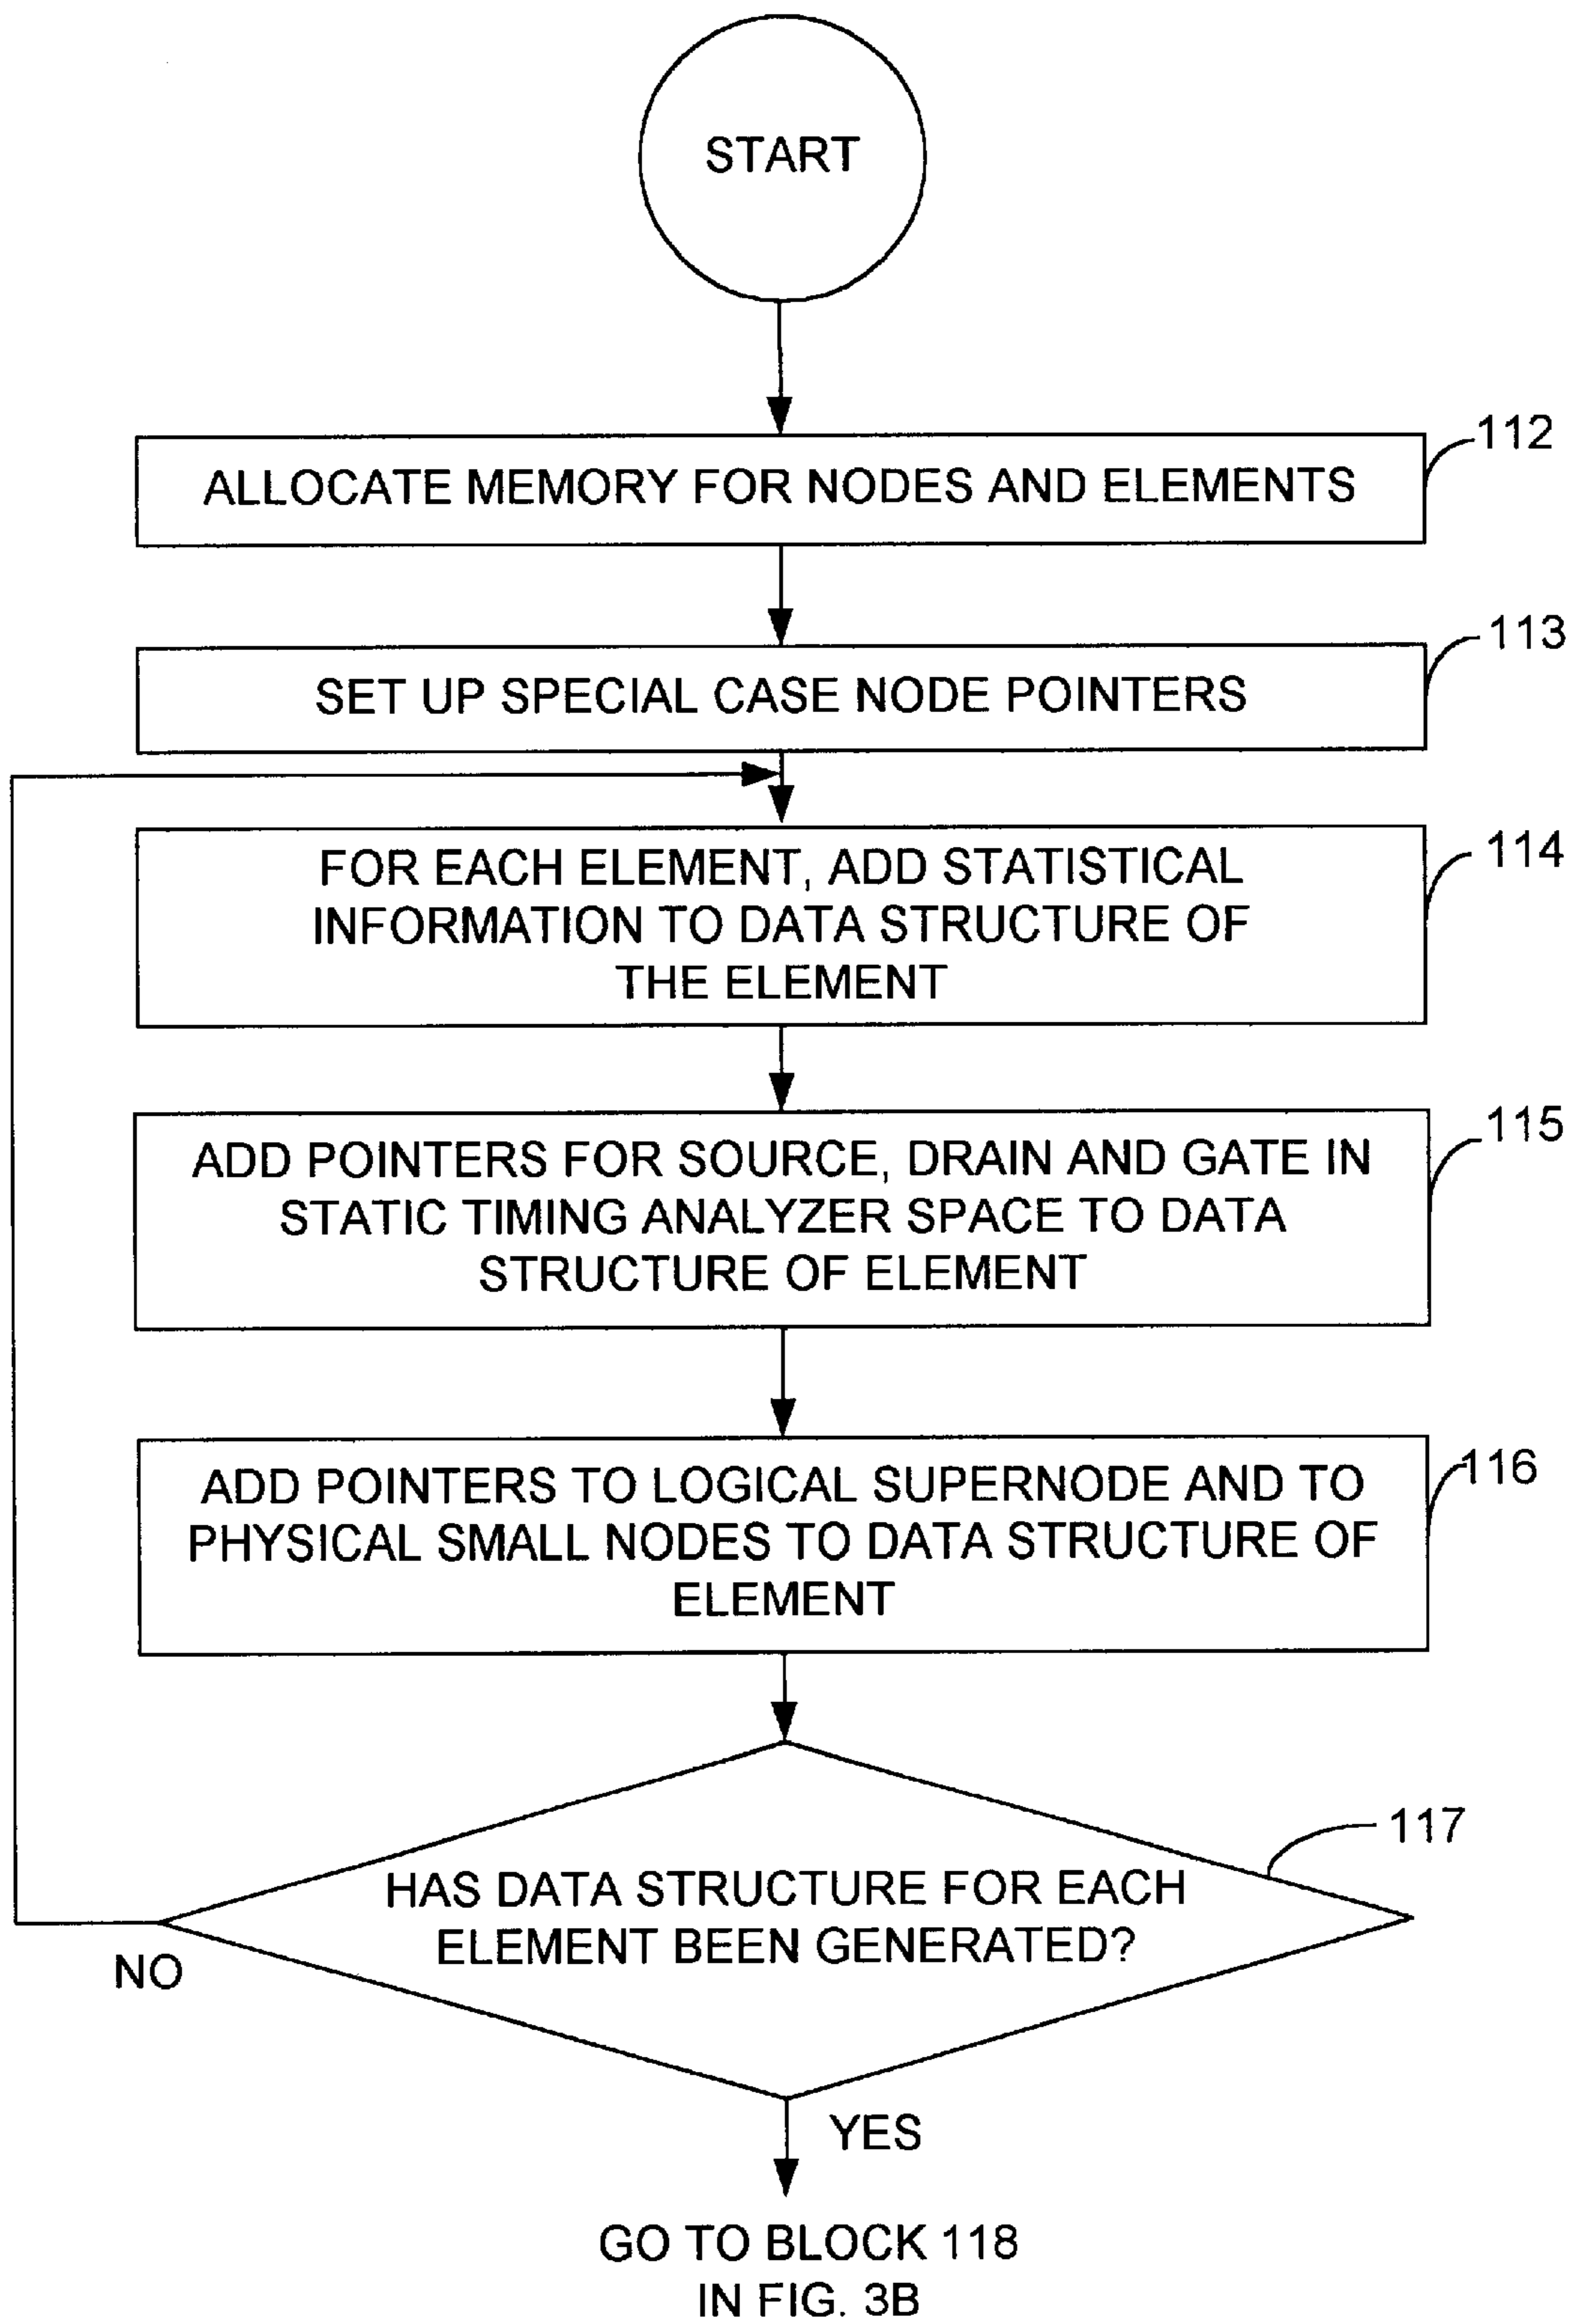 START
112
ALLOCATE MEMORY FOR NODES AND ELEMENTS
113
SET UP SPECIAL CASE NODE POINTERS
114
FOR EACH ELEMENT, ADD STATISTICAL
INFORMATION TO DATA STRUCTURE OF
THE ELEMENT
115
ADD POINTERS FOR SOURCE, DRAIN AND GATE IN
STATIC TIMING ANALYZER SPACE TO DATA
STRUCTURE OF ELEMENT
116
ADD POINTERS TO LOGICAL SUPERNODE AND TO
PHYSICAL SMALL NODES TO DATA STRUCTURE OF
ELEMENT
117
HAS DATA STRUCTURE FOR EACH
ELEMENT BEEN GENERATED?
NO
YES
GO TO BLOCK 118
IN FIG. 3B